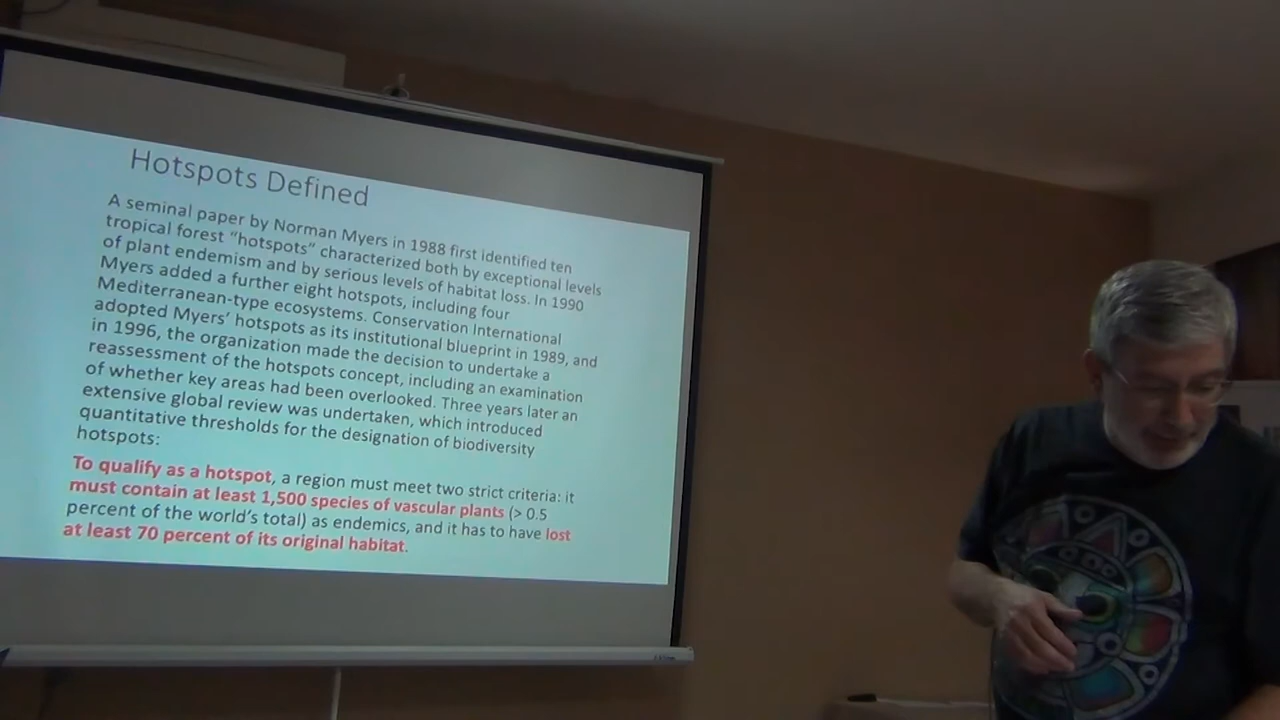 Hotspots Defined
A seminal paper by Norman Myers in 1988 first identified ten
tropical forest “hotspots” characterized both by exceptional levels
of plant endemism and by serious levels of habitat loss. In 1990
Myers added a further eight hotspots, including four
Mediterranean-type ecosystems. Conservation International
adopted Myers’ hotspots as its institutional blueprint in 1989, and
in 1996, the organization made the decision to undertake a
reassessment of the hotspots concept, including an examination
of whether key areas had been overlooked. Three years later an
extensive global review was undertaken, which introduced
quantitative thresholds for the designation of biodiversity
hotspots:
To qualify as a hotspot, a region must meet two strict criteria: it
must contain at least 1,500 species of vascular plants (> 0.5
percent of the world’s total) as endemics, and it has to have lost
at least 70 percent of its original habitat.